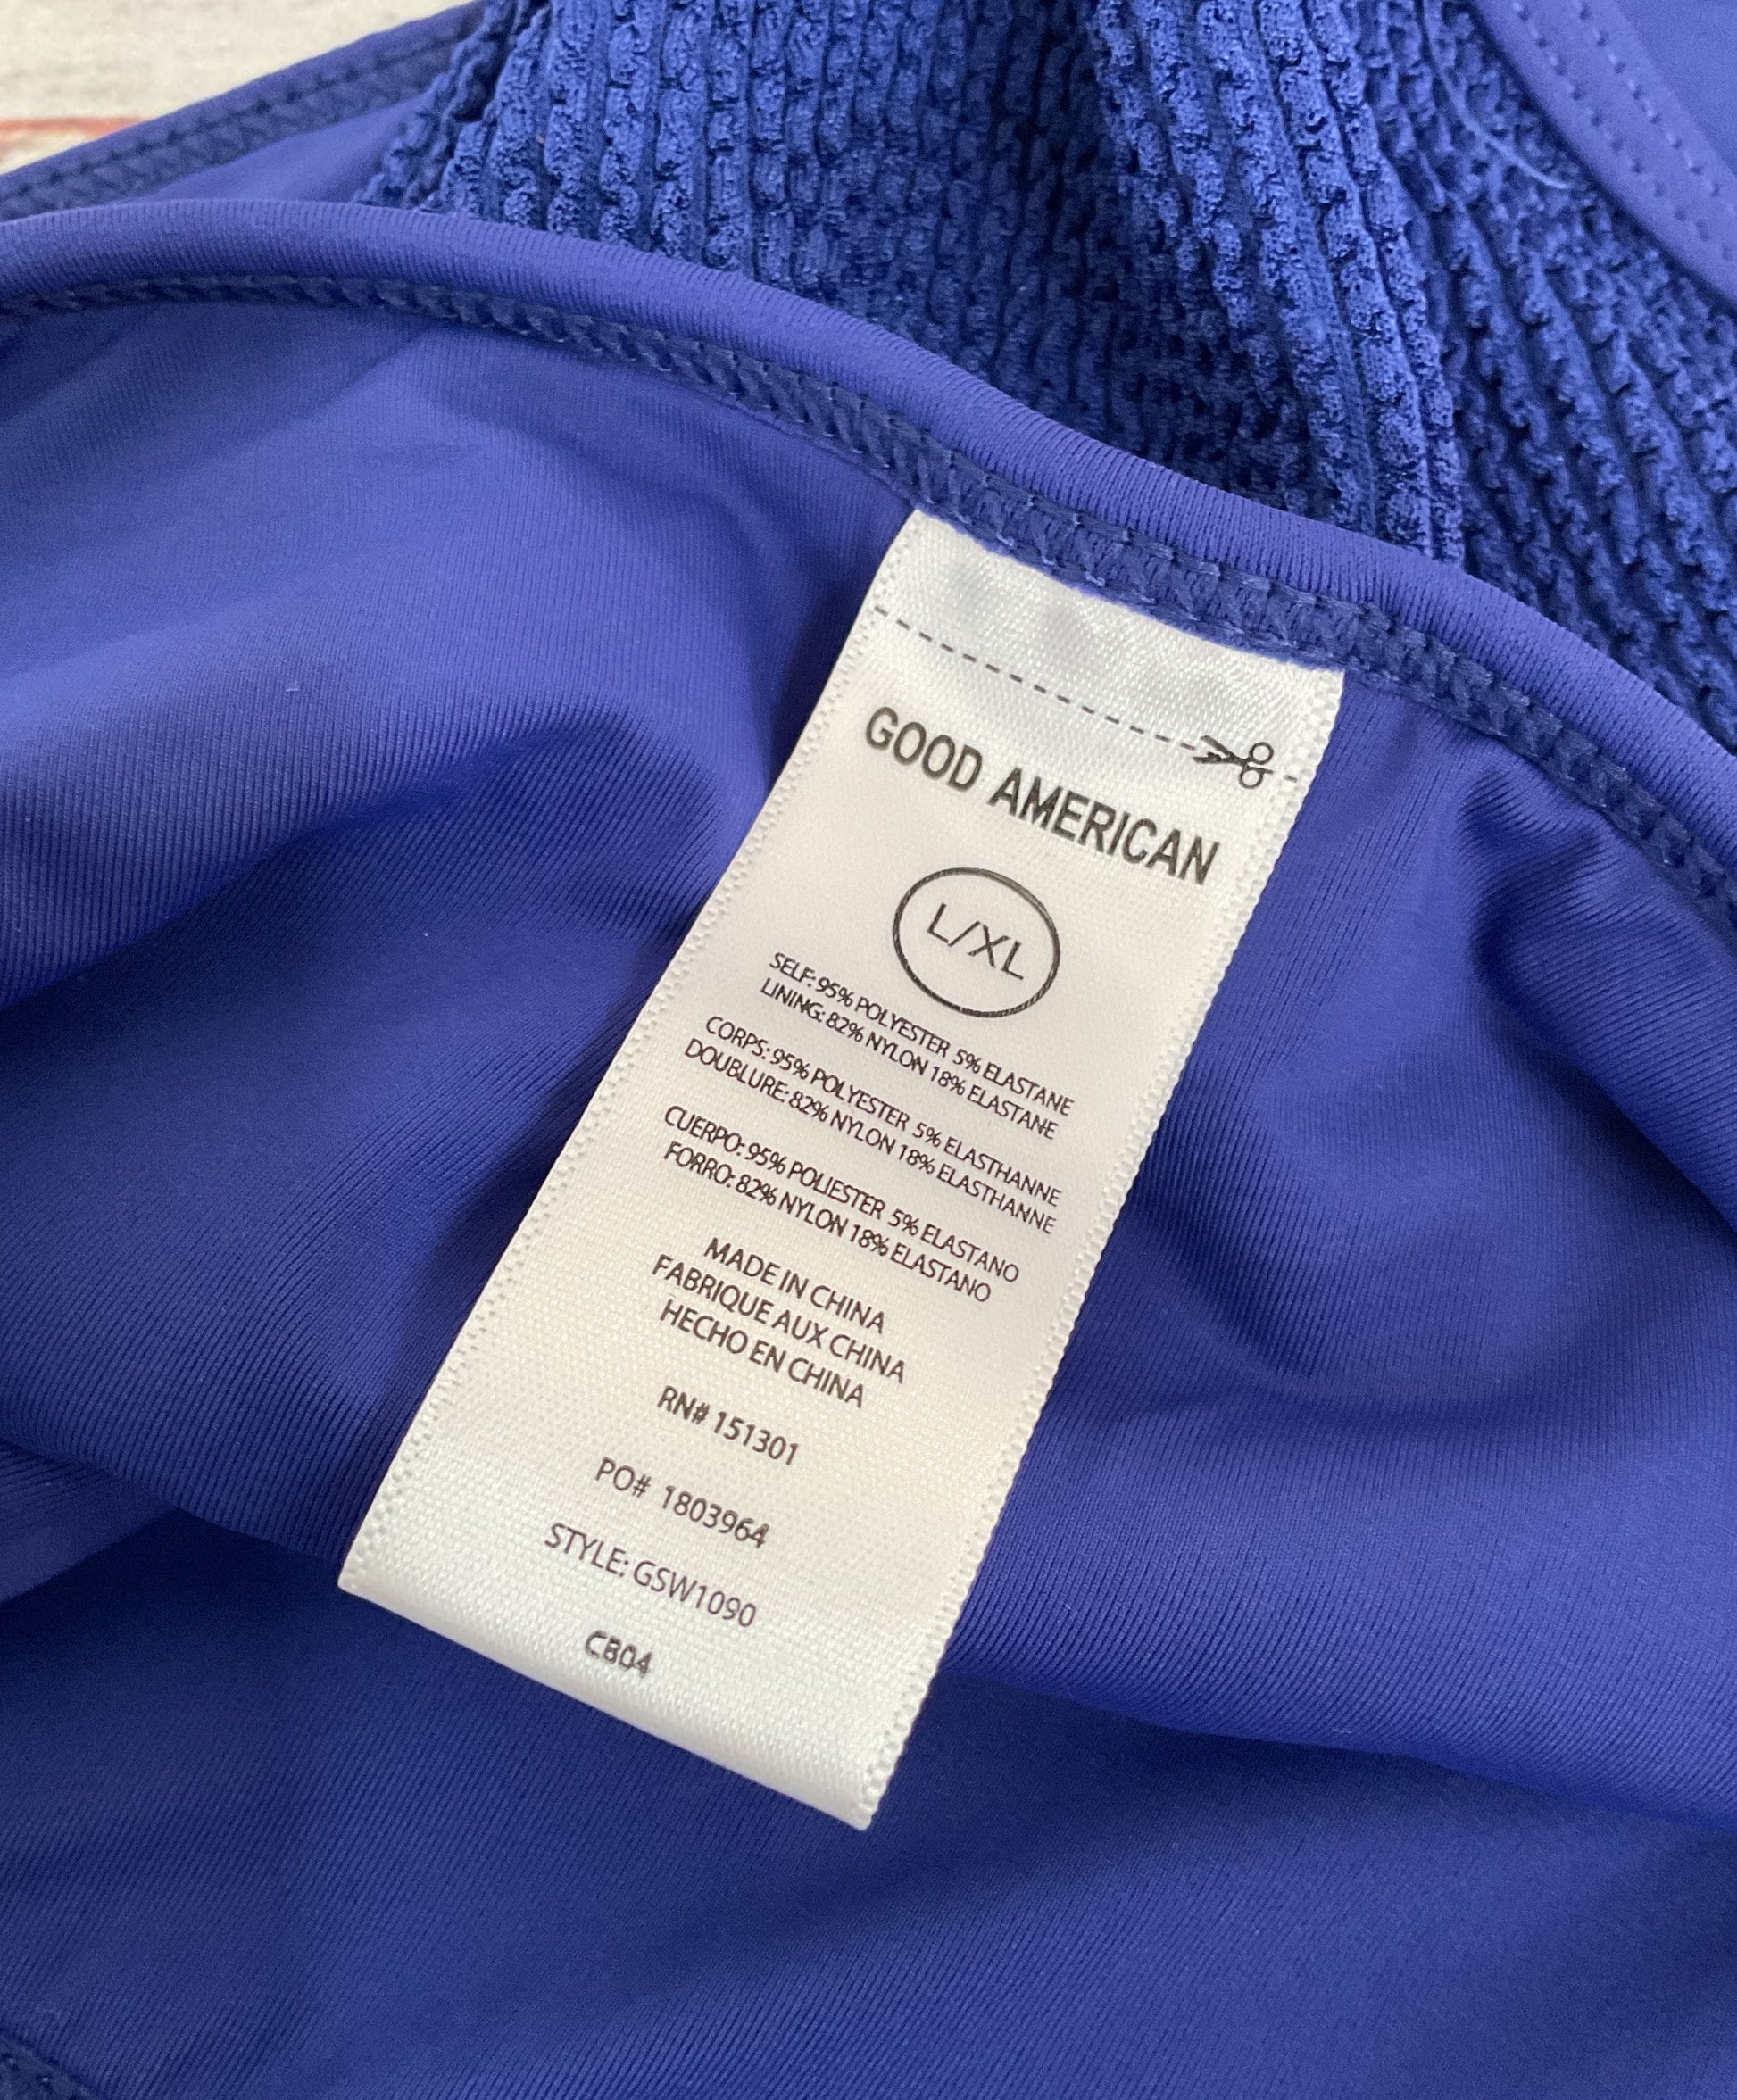 GOOD AMERICAN
L/XL
SELF: 95% POLYESTER 5% ELASTANE
LINING: 82% NYLON 18% ELASTANE
CORPS: 95% POLYESTER 5% ELASTHANNE
DOUBLURE: 82% NYLON 18% ELASTHANNE
CUERPO: 95% POLIESTER 5% ELASTANO
FORRO: 82% NYLON 18% ELASTANO
MADE IN CHINA
FABRIQUE AUX CHINA
HECHO EN CHINA
RN# 151301
PO# 1803964
STYLE: GSW1090
CB04